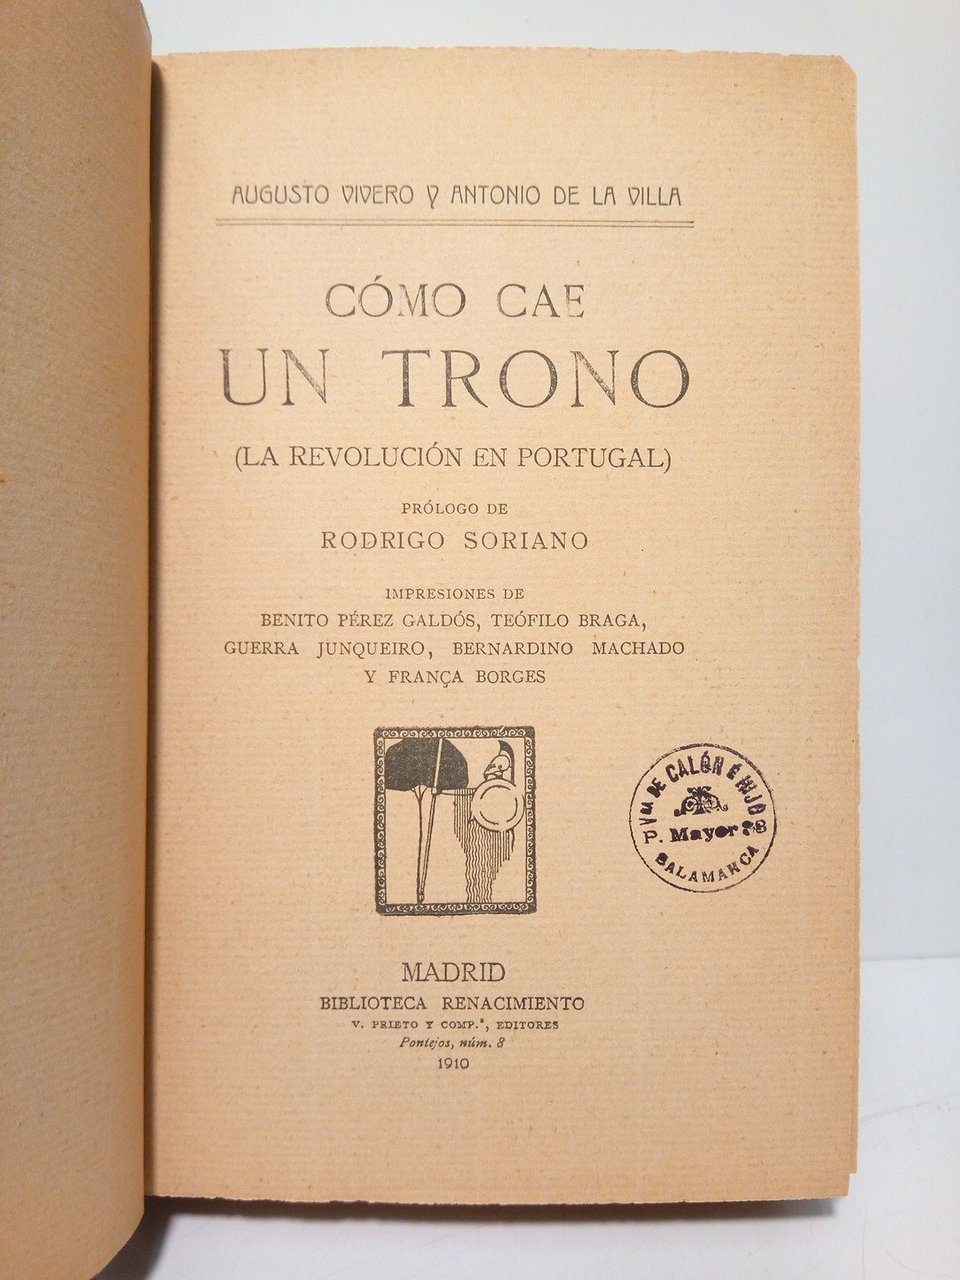 AUGUSTO VIVERO Y ANTONIO DE LA VILLA
CÓMO CAE
UN TRONO
(LA REVOLUCIÓN EN PORTUGAL)
PRÓLOGO DE
RODRIGO SORIANO
IMPRESIONES DE
BENITO PÉREZ GALDÓS, TEÓFILO BRAGA,
GUERRA JUNQUEIRO, BERNARDINO MACHADO
Y FRANÇA BORGES
Vda DE CALÓN É HIJO
P. Mayor
SALAMANCA
MADRID
BIBLIOTECA RENACIMIENTO
V. PRIETO Y COMP.ª, EDITORES
Pontejos, núm. 8
1910